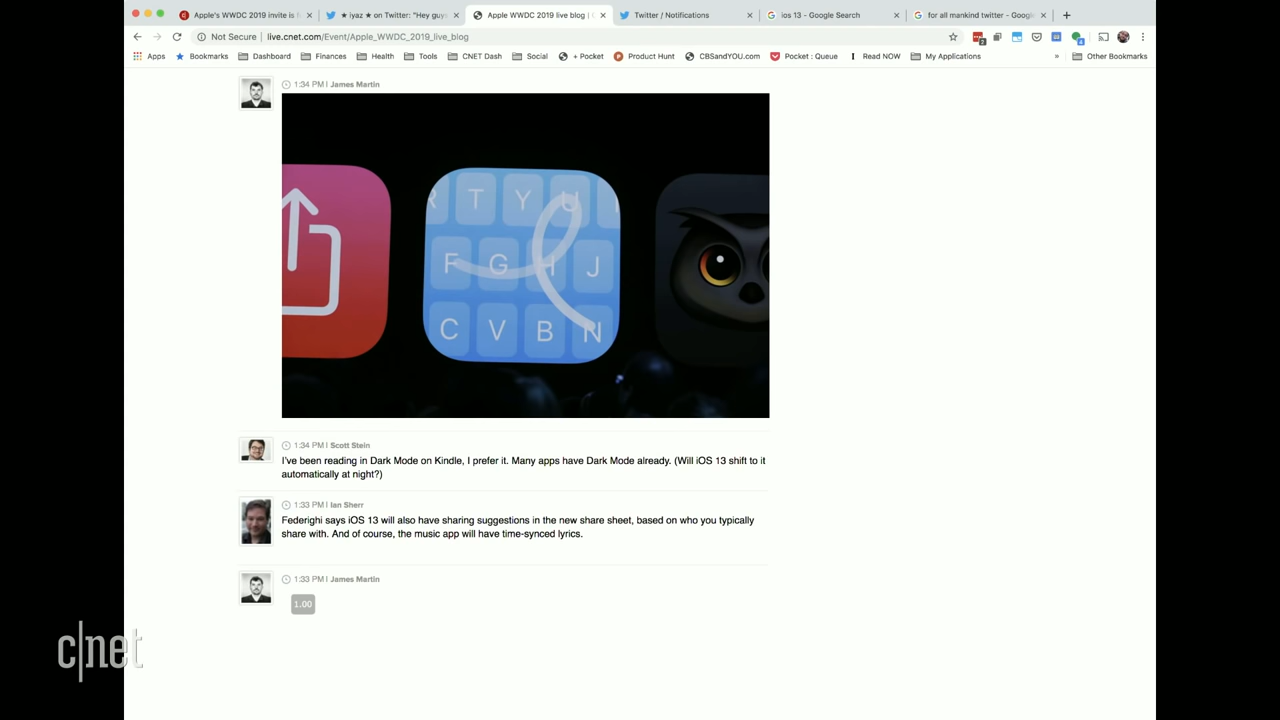 Apple's WWDC 2019 invite is f
★ iyaz ★ on Twitter: "Hey guys
Apple WWDC 2019 live blog | C
Twitter / Notifications
ios 13 - Google Search
for all mankind twitter - Goog
Not Secure | live.cnet.com/Event/Apple_WWDC_2019_live_blog
Apps Bookmarks Dashboard Finances Health Tools CNET Dash Social + Pocket Product Hunt CBSandYOU.com Pocket : Queue Read NOW My Applications » Other Bookmarks
1:34 PM | James Martin
R T Y U
F G H J
C V B N
1:34 PM | Scott Stein
I've been reading in Dark Mode on Kindle, I prefer it. Many apps have Dark Mode already. (Will iOS 13 shift to it
automatically at night?)
1:33 PM | Ian Sherr
Federighi says iOS 13 will also have sharing suggestions in the new share sheet, based on who you typically
share with. And of course, the music app will have time-synced lyrics.
1:33 PM | James Martin
1.00
c|net